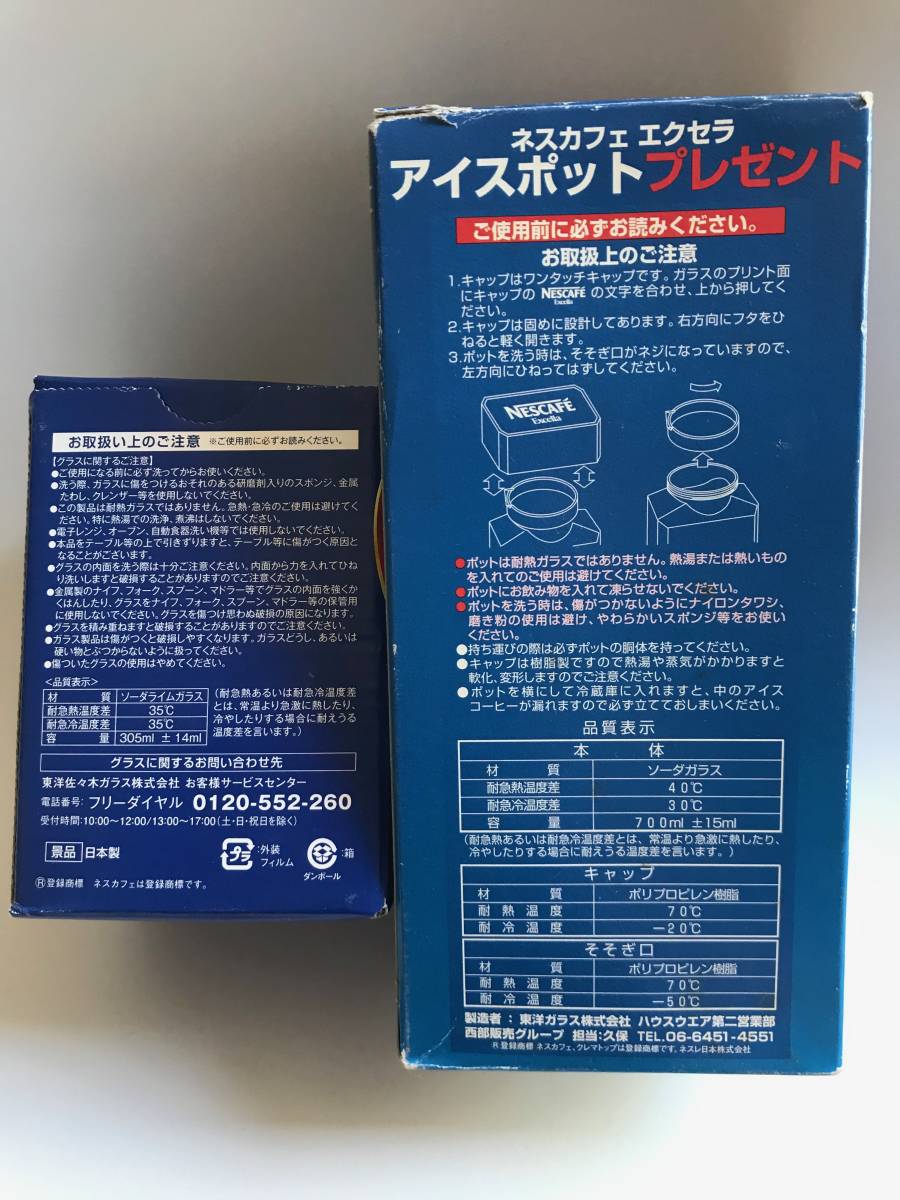 お取扱い上のご注意 ※ご使用前に必ずお読みください。
【グラスに関するご注意】
●ご使用になる前に必ず洗ってからお使いください。
●洗う際、ガラスに傷をつけるおそれのある研磨剤入りのスポンジ、金属
たわし、クレンザー等を使用しないでください。
●この製品は耐熱ガラスではありません。急熱・急冷のご使用は避けてく
ださい。特に熱湯での洗浄、煮沸はしないでください。
●電子レンジ、オーブン、自動食器洗い機等では使用しないでください。
●本品をテーブル等の上で引きずりますと、テーブル等に傷がつく原因と
なることがございます。
●グラスの内面を洗う際は十分ご注意ください。内面から力を入れてひね
り洗いしますと破損することがありますのでご注意ください。
●金属製のナイフ、フォーク、スプーン、マドラー等でグラスの内面を強くか
くはんしたり、グラスをナイフ、フォーク、スプーン、マドラー等の保管用
に使用しないでください。グラスを傷つけ思わぬ破損の原因になります。
●グラスを積み重ねますと破損することがありますのでご注意ください。
●ガラス製品は傷がつくと破損しやすくなります。ガラスどうし、あるいは
硬い物とぶつからないように扱ってください。
●傷ついたグラスの使用はやめてください。
<品質表示>
材 質 ソーダライムガラス
耐急熱温度差 35℃
耐急冷温度差 35℃
容 量 305ml ±14ml
(耐急熱あるいは耐急冷温度差
とは、常温より急激に熱したり、
冷やしたりする場合に耐えうる
温度差を言います。)
グラスに関するお問い合わせ先
東洋佐々木ガラス株式会社 お客様サービスセンター
電話番号: フリーダイヤル 0120-552-260
受付時間:10:00〜12:00/13:00〜17:00(土・日・祝日を除く)
景品 日本製
プラ :外装
フィルム
:箱
ダンボール
®登録商標 ネスカフェは登録商標です。
ネスカフェ エクセラ
アイスポットプレゼント
ご使用前に必ずお読みください。
お取扱上のご注意
1.キャップはワンタッチキャップです。ガラスのプリント面
にキャップの NESCAFÉ Excella の文字を合わせ、上から押してく
ださい。
2.キャップは固めに設計してあります。右方向にフタをひ
ねると軽く開きます。
3.ポットを洗う時は、そそぎ口がネジになっていますので、
左方向にひねってはずしてください。
NESCAFÉ
Excella
●ポットは耐熱ガラスではありません。熱湯または熱いもの
を入れてのご使用は避けてください。
●ポットにお飲み物を入れて凍らせないでください。
●ポットを洗う時は、傷がつかないようにナイロンタワシ、
磨き粉の使用は避け、やわらかいスポンジ等をお使い
ください。
●持ち運びの際は必ずポットの胴体を持ってください。
●キャップは樹脂製ですので熱湯や蒸気がかかりますと
軟化、変形しますのでご注意ください。
●ポットを横にして冷蔵庫に入れますと、中のアイス
コーヒーが漏れますので必ず立てておしまいください。
品質表示
本 体
材 質 ソーダガラス
耐急熱温度差 40℃
耐急冷温度差 30℃
容 量 700ml ±15ml
(耐急熱あるいは耐急冷温度差とは、常温より急激に熱したり、
冷やしたりする場合に耐えうる温度差を言います。)
キャップ
材 質 ポリプロピレン樹脂
耐熱温度 70℃
耐冷温度 −20℃
そそぎ口
材 質 ポリプロピレン樹脂
耐熱温度 70℃
耐冷温度 −50℃
製造者:東洋ガラス株式会社 ハウスウエア第二営業部
西部販売グループ 担当:久保 TEL.06-6451-4551
®登録商標 ネスカフェ、クレマトップは登録商標です。ネスレ日本株式会社